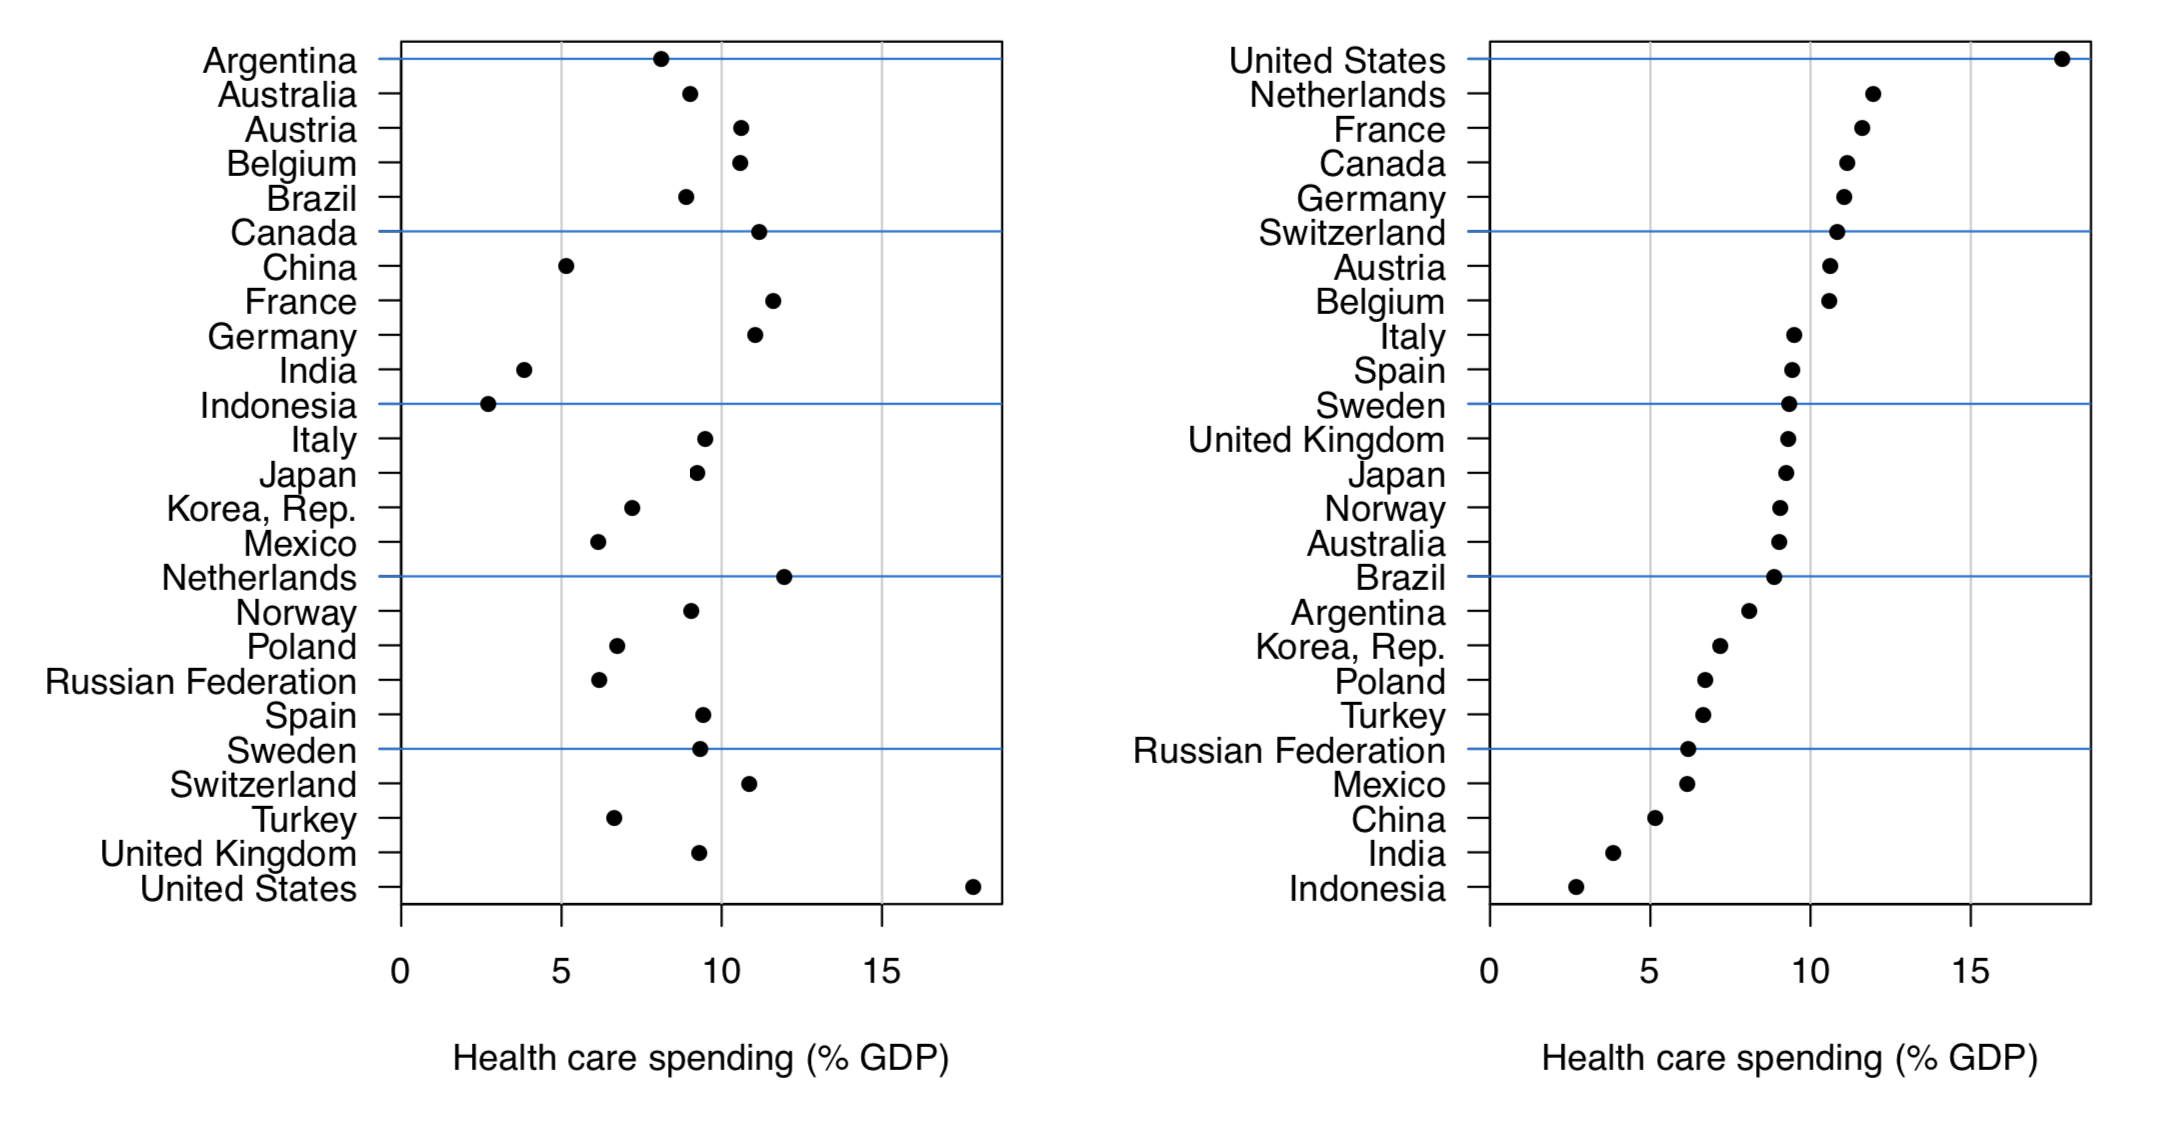 Argentina
Australia
Austria
Belgium
Brazil
Canada
China
France
Germany
India
Indonesia
Italy
Japan
Korea, Rep.
Mexico
Netherlands
Norway
Poland
Russian Federation
Spain
Sweden
Switzerland
Turkey
United Kingdom
United States
0 5 10 15
Health care spending (% GDP)
United States
Netherlands
France
Canada
Germany
Switzerland
Austria
Belgium
Italy
Spain
Sweden
United Kingdom
Japan
Norway
Australia
Brazil
Argentina
Korea, Rep.
Poland
Turkey
Russian Federation
Mexico
China
India
Indonesia
0 5 10 15
Health care spending (% GDP)